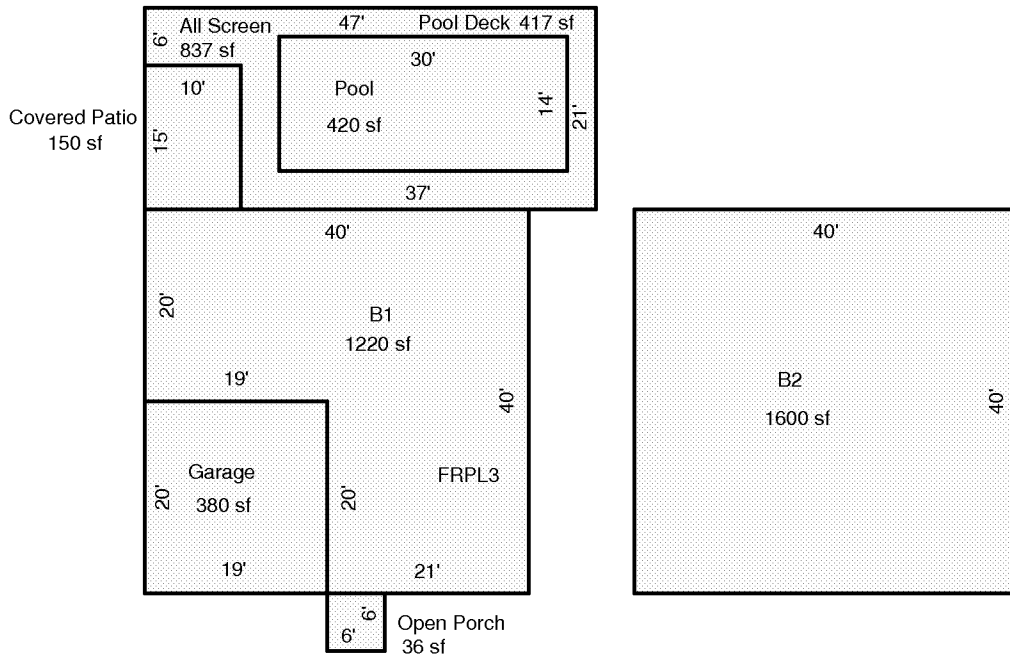 All Screen
837 sf
6'
47'
Pool Deck 417 sf
30'
10'
Pool
420 sf
14'
21'
Covered Patio
150 sf
15'
37'
40'
40'
20'
B1
1220 sf
19'
40'
B2
1600 sf
40'
Garage
380 sf
FRPL3
20'
20'
19'
21'
6'
6'
Open Porch
36 sf